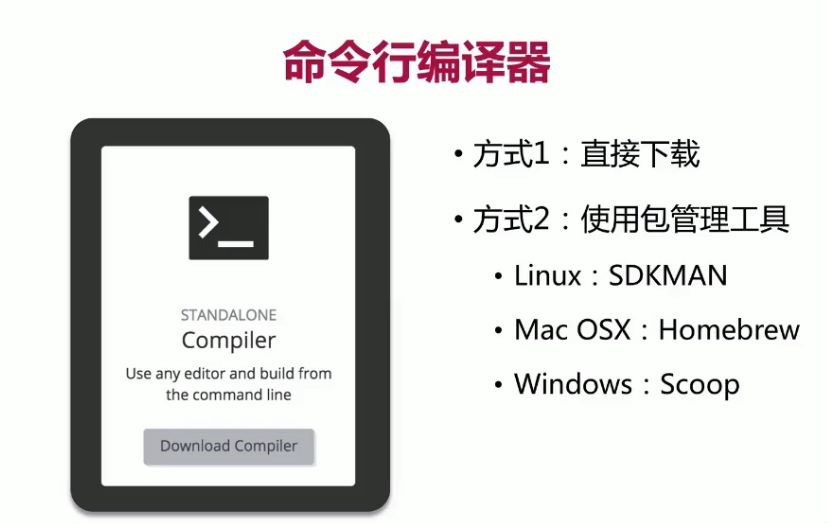 命令行编译器
STANDALONE
Compiler
Use any editor and build from
the command line
Download Compiler
• 方式1：直接下载
• 方式2：使用包管理工具
• Linux：SDKMAN
• Mac OSX：Homebrew
• Windows：Scoop